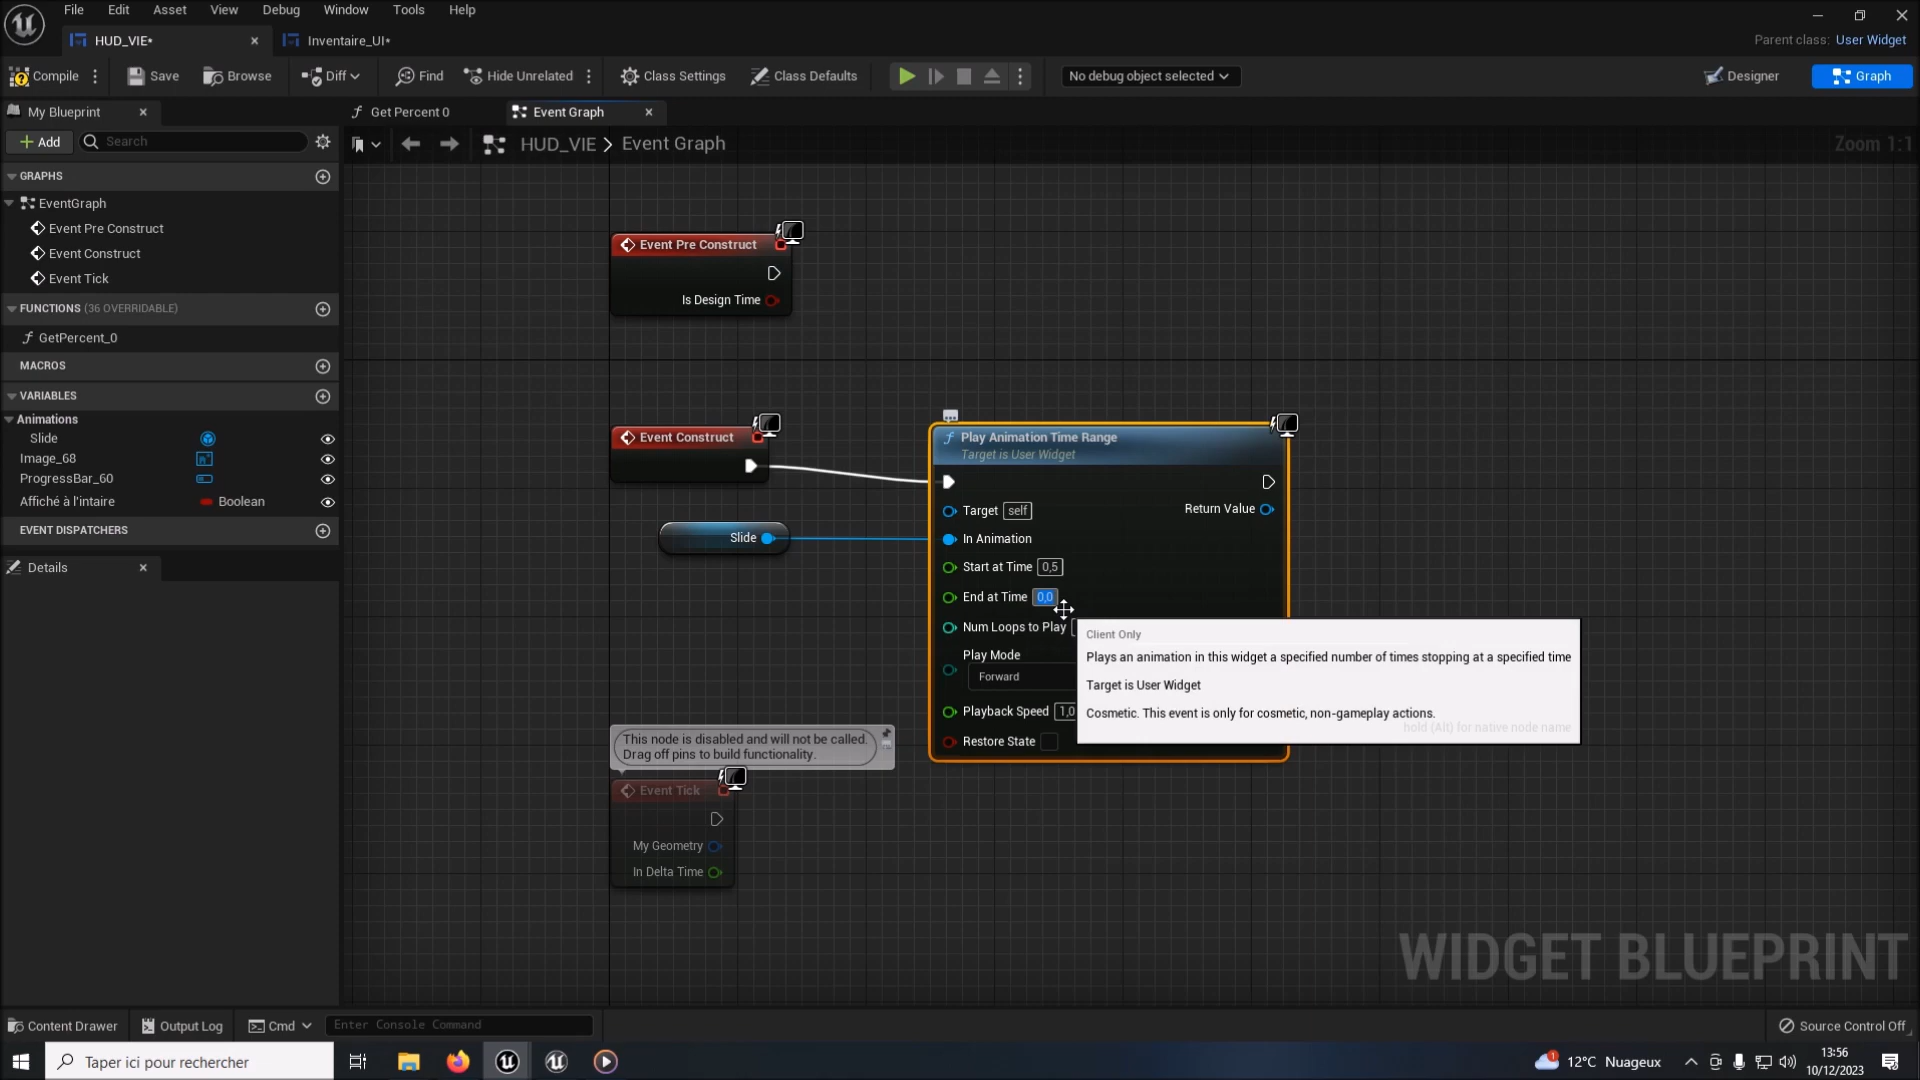 File Edit Asset View Debug Window Tools Help
HUD_VIE•
Inventaire_UI•
Parent class: User Widget
Compile
Save
Browse
Diff
Find
Hide Unrelated
Class Settings
Class Defaults
No debug object selected
Designer
Graph
My Blueprint
Get Percent 0
Event Graph
Add
Search
HUD_VIE > Event Graph
Zoom 1:1
GRAPHS
EventGraph
Event Pre Construct
Event Construct
Event Tick
FUNCTIONS (36 OVERRIDABLE)
GetPercent_0
MACROS
VARIABLES
Animations
Slide
Image_68
ProgressBar_60
Affiché à l'intaire Boolean
EVENT DISPATCHERS
Details
Event Pre Construct
Is Design Time
Event Construct
Slide
Play Animation Time Range
Target is User Widget
Target self
Return Value
In Animation
Start at Time 0,5
End at Time 0,0
Num Loops to Play
Play Mode
Forward
Playback Speed 1,0
Restore State
Client Only
Plays an animation in this widget a specified number of times stopping at a specified time
Target is User Widget
Cosmetic. This event is only for cosmetic, non-gameplay actions.
hold (Alt) for native node name
This node is disabled and will not be called.
Drag off pins to build functionality.
Event Tick
My Geometry
In Delta Time
WIDGET BLUEPRINT
Content Drawer
Output Log
Cmd
Enter Console Command
Source Control Off
Taper ici pour rechercher
12°C Nuageux
13:56
10/12/2023